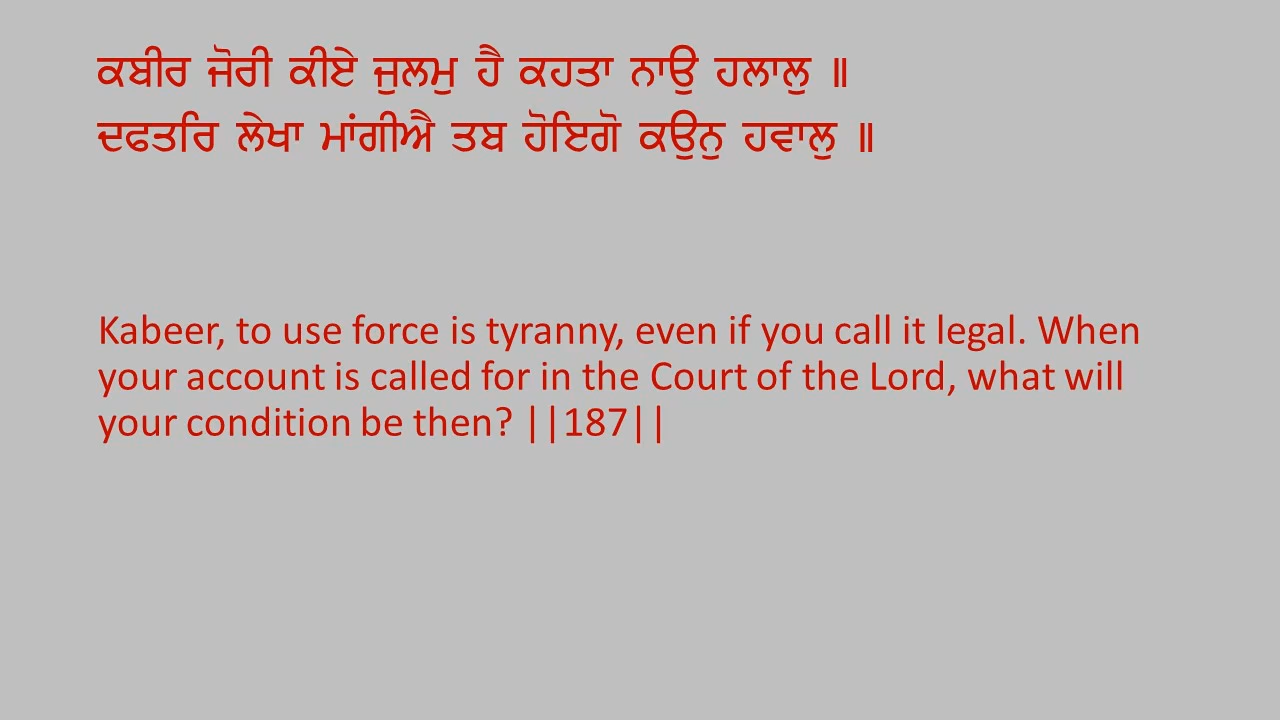 ਕਬੀਰ ਜੋਰੀ ਕੀਏ ਜੁਲਮੁ ਹੈ ਕਹਤਾ ਨਾਉ ਹਲਾਲੁ ॥
ਦਫਤਰਿ ਲੇਖਾ ਮਾਂਗੀਐ ਤਬ ਹੋਇਗੋ ਕਉਨੁ ਹਵਾਲੁ ॥
Kabeer, to use force is tyranny, even if you call it legal. When
your account is called for in the Court of the Lord, what will
your condition be then? ||187||